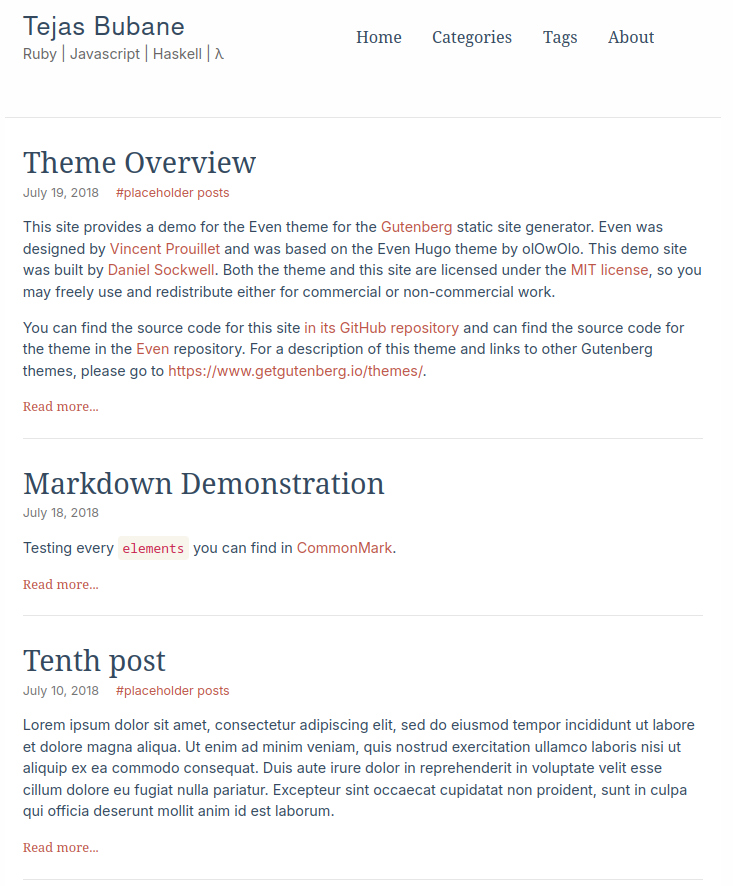 Tejas Bubane
Ruby | Javascript | Haskell | λ
Home Categories Tags About
Theme Overview
July 19, 2018 #placeholder posts
This site provides a demo for the Even theme for the Gutenberg static site generator. Even was
designed by Vincent Prouillet and was based on the Even Hugo theme by olOwOlo. This demo site
was built by Daniel Sockwell. Both the theme and this site are licensed under the MIT license, so you
may freely use and redistribute either for commercial or non-commercial work.
You can find the source code for this site in its GitHub repository and can find the source code for
the theme in the Even repository. For a description of this theme and links to other Gutenberg
themes, please go to https://www.getgutenberg.io/themes/.
Read more...
Markdown Demonstration
July 18, 2018
Testing every elements you can find in CommonMark.
Read more...
Tenth post
July 10, 2018 #placeholder posts
Lorem ipsum dolor sit amet, consectetur adipiscing elit, sed do eiusmod tempor incididunt ut labore
et dolore magna aliqua. Ut enim ad minim veniam, quis nostrud exercitation ullamco laboris nisi ut
aliquip ex ea commodo consequat. Duis aute irure dolor in reprehenderit in voluptate velit esse
cillum dolore eu fugiat nulla pariatur. Excepteur sint occaecat cupidatat non proident, sunt in culpa
qui officia deserunt mollit anim id est laborum.
Read more...